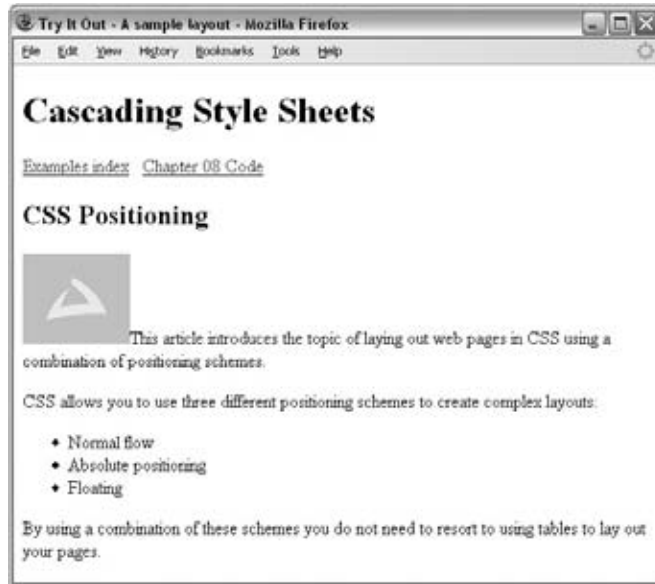 Try It Out - A sample layout - Mozilla Firefox
File Edit View History Bookmarks Tools Help
Cascading Style Sheets
Examples index Chapter 08 Code
CSS Positioning
This article introduces the topic of laying out web pages in CSS using a
combination of positioning schemes.
CSS allows you to use three different positioning schemes to create complex layouts:
• Normal flow
• Absolute positioning
• Floating
By using a combination of these schemes you do not need to resort to using tables to lay out
your pages.